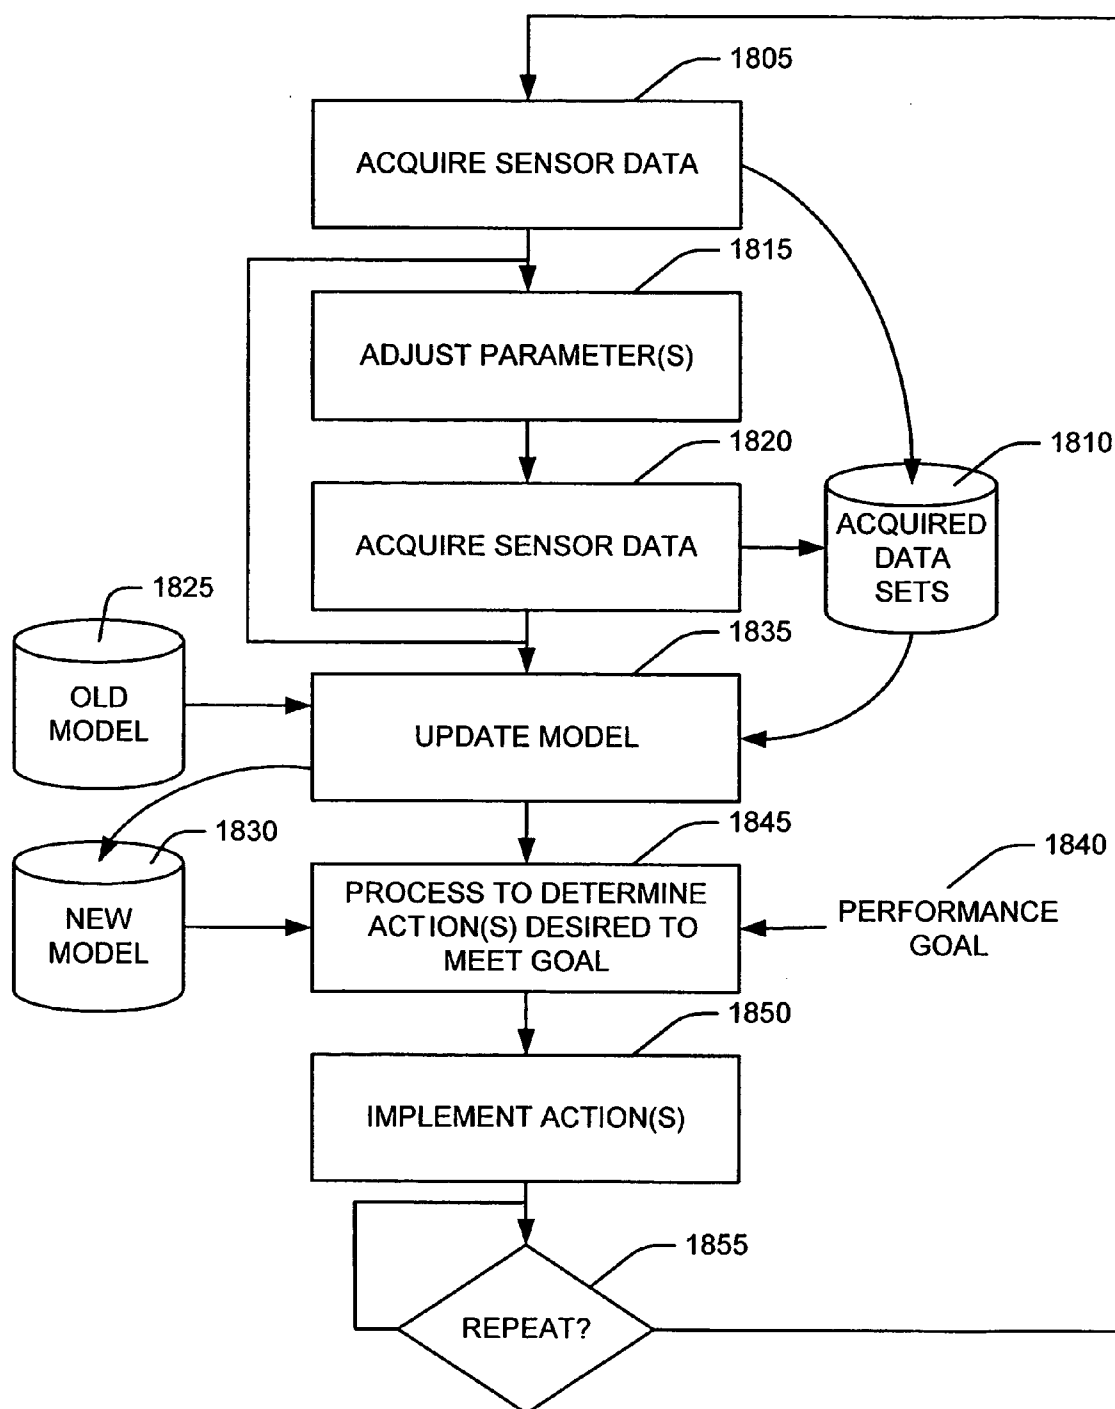 1805
ACQUIRE SENSOR DATA
1815
ADJUST PARAMETER(S)
1820
ACQUIRE SENSOR DATA
1810
ACQUIRED
DATA
SETS
1825
OLD
MODEL
1835
UPDATE MODEL
1830
NEW
MODEL
1845
PROCESS TO DETERMINE
ACTION(S) DESIRED TO
MEET GOAL
1840
PERFORMANCE
GOAL
1850
IMPLEMENT ACTION(S)
1855
REPEAT?